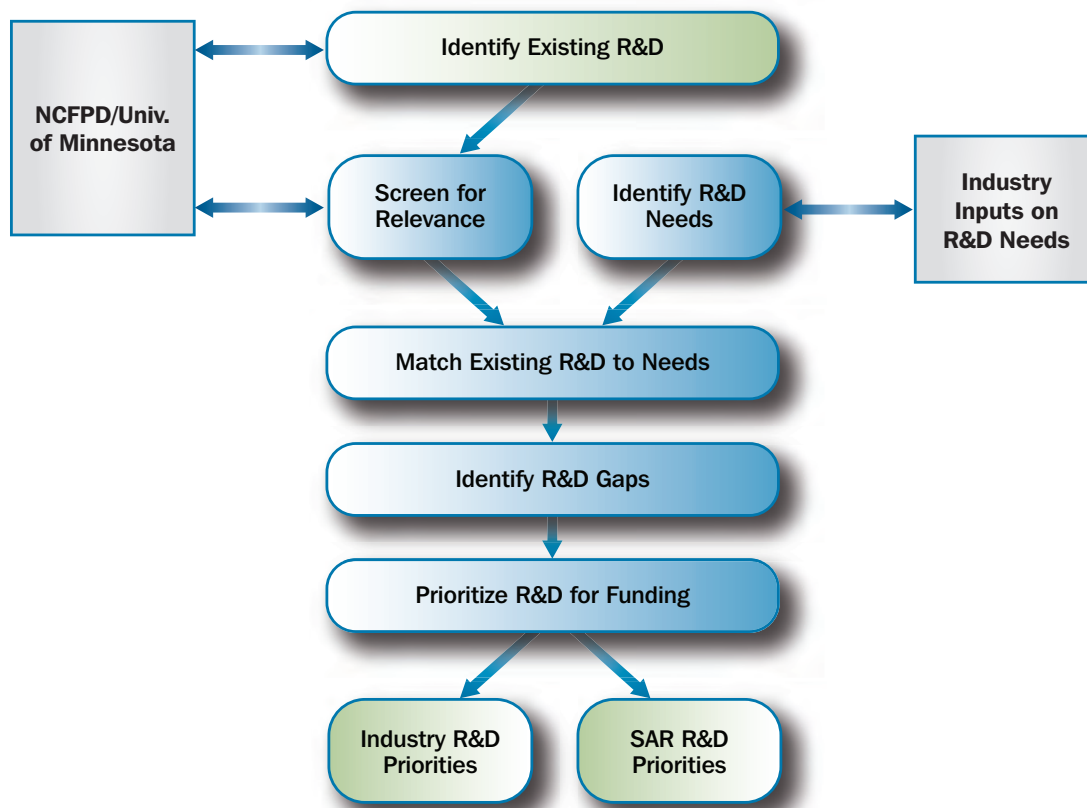 Identify Existing R&D
NCFPD/Univ.
of Minnesota
Screen for
Relevance
Identify R&D
Needs
Industry
Inputs on
R&D Needs
Match Existing R&D to Needs
Identify R&D Gaps
Prioritize R&D for Funding
Industry R&D
Priorities
SAR R&D
Priorities